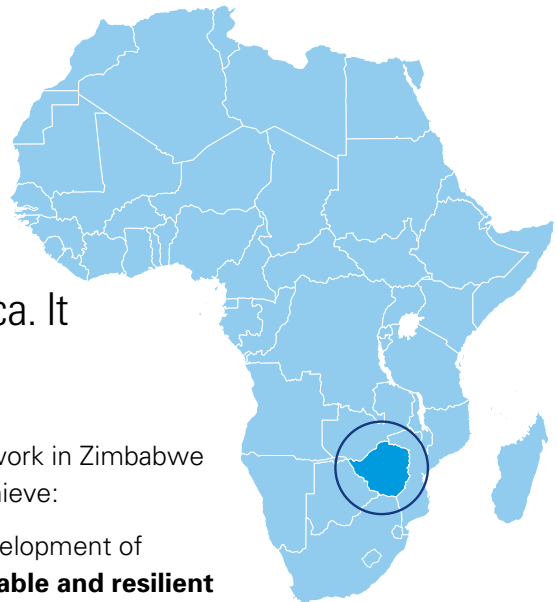 ca. It
work in Zimbabwe
hieve:
elopment of
able and resilient